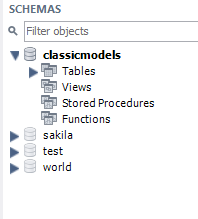 SCHEMAS
Filter objects
classicmodels
Tables
Views
Stored Procedures
Functions
sakila
test
world